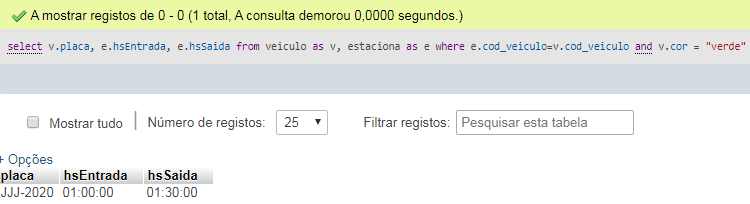 A mostrar registos de 0 - 0 (1 total, A consulta demorou 0,0000 segundos.)
select v.placa, e.hsEntrada, e.hsSaida from veiculo as v, estaciona as e where e.cod_veiculo=v.cod_veiculo and v.cor = "verde"
Mostrar tudo Número de registos: 25 Filtrar registos: Pesquisar esta tabela
+ Opções
placa hsEntrada hsSaida
JJJ-2020 01:00:00 01:30:00